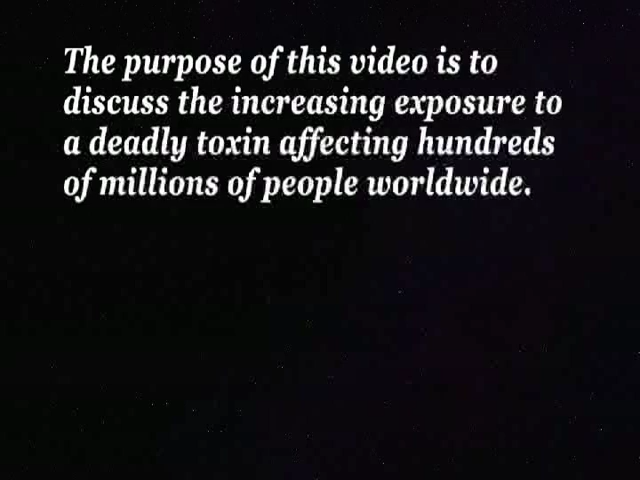 The purpose of this video is to
discuss the increasing exposure to
a deadly toxin affecting hundreds
of millions of people worldwide.